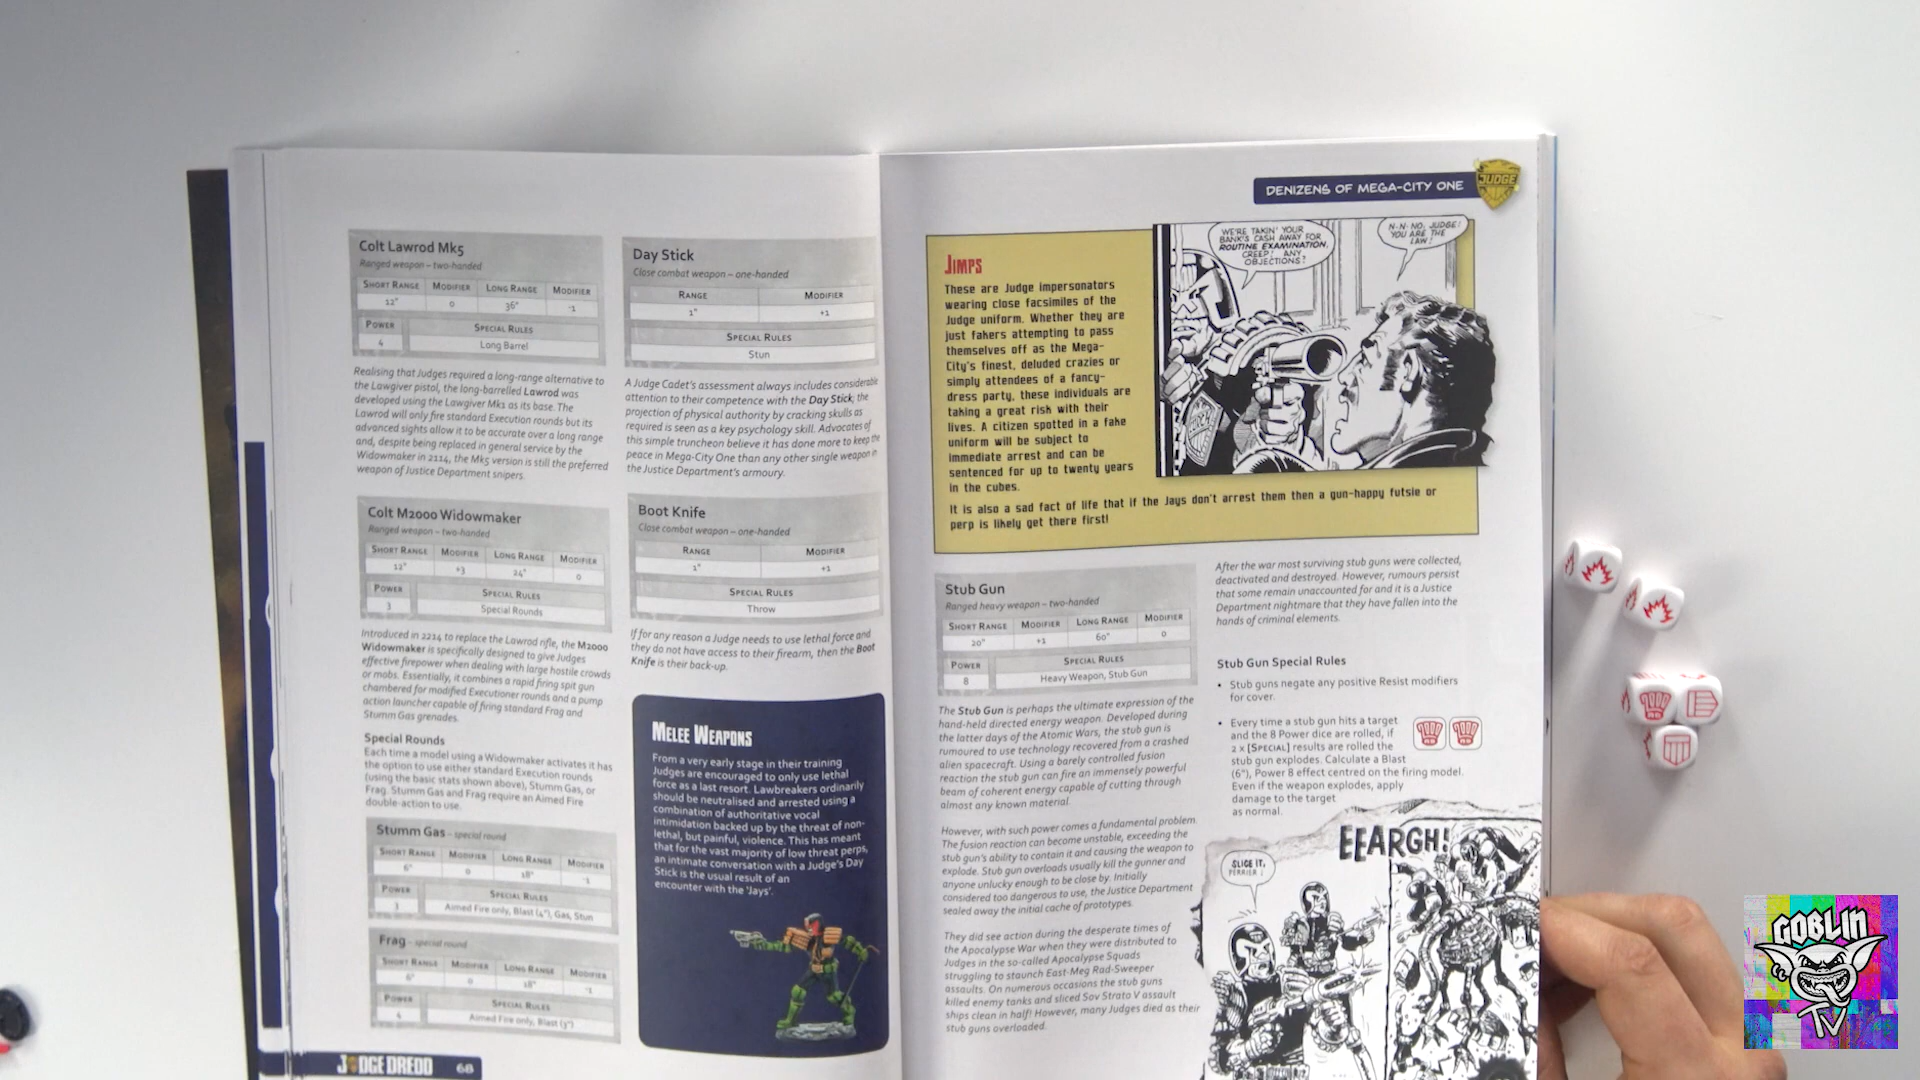 Colt Lawrod Mk5
Ranged weapon – two-handed
Short Range Modifier Long Range Modifier
12" 0 36" -1
Power Special Rules
4 Long Barrel
Realising that Judges required a long-range alternative to
the Lawgiver pistol, the long-barrelled Lawrod was
developed using the Lawgiver Mk1 as its base. The
Lawrod will only fire standard Execution rounds but its
advanced sights allow it to be accurate over a long range
and, despite being replaced in general service by the
Widowmaker in 2114, the Mk5 version is still the preferred
weapon of Justice Department snipers.
Colt M2000 Widowmaker
Ranged weapon – two-handed
Short Range Modifier Long Range Modifier
12" +3 24" 0
Power Special Rules
3 Special Rounds
Introduced in 2214 to replace the Lawrod rifle, the M2000
Widowmaker is specifically designed to give Judges
effective firepower when dealing with large hostile crowds
or mobs. Essentially, it combines a rapid firing spit gun
chambered for modified Executioner rounds and a pump
action launcher capable of firing standard Frag and
Stumm Gas grenades.
Special Rounds
Each time a model using a Widowmaker activates it has
the option to use either standard Execution rounds
(using the basic stats shown above), Stumm Gas, or
Frag. Stumm Gas and Frag require an Aimed Fire
double-action to use.
Stumm Gas - special round
Short Range Modifier Long Range Modifier
6" 0 18" -1
Power Special Rules
3 Aimed Fire only, Blast (4"), Gas, Stun
Frag - special round
Short Range Modifier Long Range Modifier
6" 0 18" -1
Power Special Rules
4 Aimed Fire only, Blast (3")
JUDGE DREDD 68
Day Stick
Close combat weapon – one-handed
Range Modifier
1" +1
Special Rules
Stun
A Judge Cadet's assessment always includes considerable
attention to their competence with the Day Stick; the
projection of physical authority by cracking skulls as
required is seen as a key psychology skill. Advocates of
this simple truncheon believe it has done more to keep the
peace in Mega-City One than any other single weapon in
the Justice Department's armoury.
Boot Knife
Close combat weapon – one-handed
Range Modifier
1" +1
Special Rules
Throw
If for any reason a Judge needs to use lethal force and
they do not have access to their firearm, then the Boot
Knife is their back-up.
Melee Weapons
From a very early stage in their training
Judges are encouraged to only use lethal
force as a last resort. Lawbreakers ordinarily
should be neutralised and arrested using a
combination of authoritative vocal
intimidation backed up by the threat of non-
lethal, but painful, violence. This has meant
that for the vast majority of low threat perps,
an intimate conversation with a Judge's Day
Stick is the usual result of an
encounter with the 'Jays'.
DENIZENS OF MEGA-CITY ONE
JUDGE
Jimps
These are Judge impersonators
wearing close facsimiles of the
Judge uniform. Whether they are
just fakers attempting to pass
themselves off as the Mega-
City's finest, deluded crazies or
simply attendees of a fancy-
dress party, these individuals are
taking a great risk with their
lives. A citizen spotted in a fake
uniform will be subject to
immediate arrest and can be
sentenced for up to twenty years
in the cubes.
It is also a sad fact of life that if the Jays don't arrest them then a gun-happy futsie or
perp is likely get there first!
WE'RE TAKIN' YOUR
BANK'S CASH AWAY FOR
ROUTINE EXAMINATION,
CREEP! ANY
OBJECTIONS?
N-N-NO, JUDGE!
YOU ARE THE
LAW!
Stub Gun
Ranged heavy weapon – two-handed
Short Range Modifier Long Range Modifier
20" +1 60" 0
Power Special Rules
8 Heavy Weapon, Stub Gun
The Stub Gun is perhaps the ultimate expression of the
hand-held directed energy weapon. Developed during
the latter days of the Atomic Wars, the stub gun is
rumoured to use technology recovered from a crashed
alien spacecraft. Using a barely controlled fusion
reaction the stub gun can fire an immensely powerful
beam of coherent energy capable of cutting through
almost any known material.
However, with such power comes a fundamental problem.
The fusion reaction can become unstable, exceeding the
stub gun's ability to contain it and causing the weapon to
explode. Stub gun overloads usually kill the gunner and
anyone unlucky enough to be close by. Initially
considered too dangerous to use, the Justice Department
sealed away the initial cache of prototypes.
They did see action during the desperate times of
the Apocalypse War when they were distributed to
Judges in the so-called Apocalypse Squads
struggling to staunch East-Meg Rad-Sweeper
assaults. On numerous occasions the stub guns
killed enemy tanks and sliced Sov Strato V assault
ships clean in half! However, many Judges died as their
stub guns overloaded.
After the war most surviving stub guns were collected,
deactivated and destroyed. However, rumours persist
that some remain unaccounted for and it is a Justice
Department nightmare that they have fallen into the
hands of criminal elements.
Stub Gun Special Rules
• Stub guns negate any positive Resist modifiers
for cover.
• Every time a stub gun hits a target
and the 8 Power dice are rolled, if
2 x [Special] results are rolled the
stub gun explodes. Calculate a Blast
(6"), Power 8 effect centred on the firing model.
Even if the weapon explodes, apply
damage to the target
as normal.
SLICE IT,
PERRIER!
EEARGH!
GOBLIN
TV